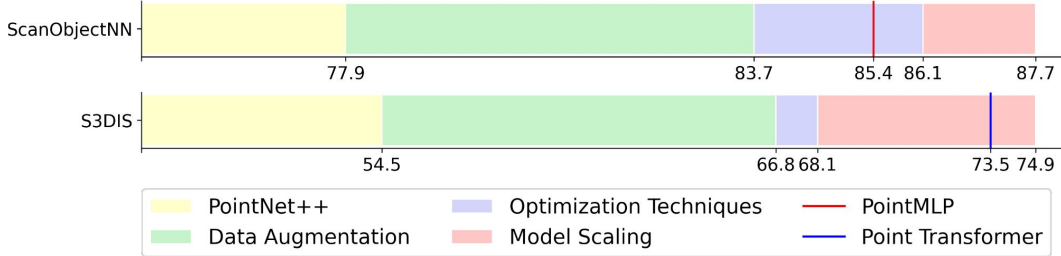 ScanObjectNN
77.9 83.7 85.4 86.1 87.7
S3DIS
54.5 66.8 68.1 73.5 74.9
PointNet++ Optimization Techniques PointMLP
Data Augmentation Model Scaling Point Transformer